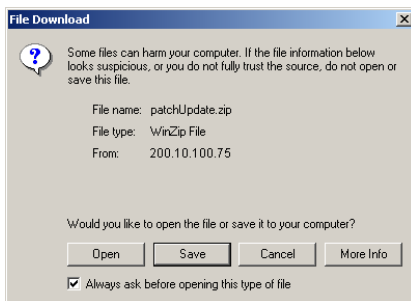 File Download
Some files can harm your computer. If the file information below
looks suspicious, or you do not fully trust the source, do not open or
save this file.
File name: patchUpdate.zip
File type: WinZip File
From: 200.10.100.75
Would you like to open the file or save it to your computer?
Open Save Cancel More Info
Always ask before opening this type of file